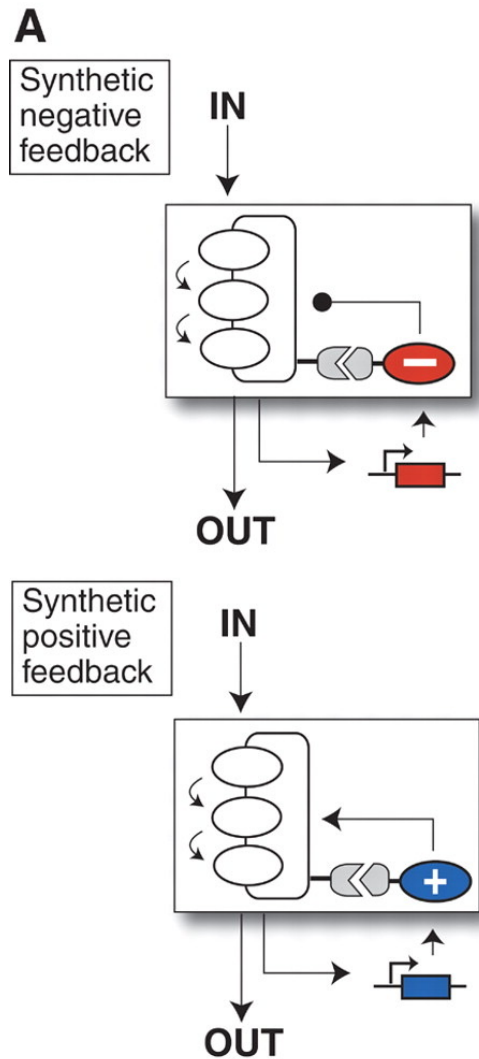 A
Synthetic
negative
feedback
IN
−
OUT
Synthetic
positive
feedback
IN
+
OUT